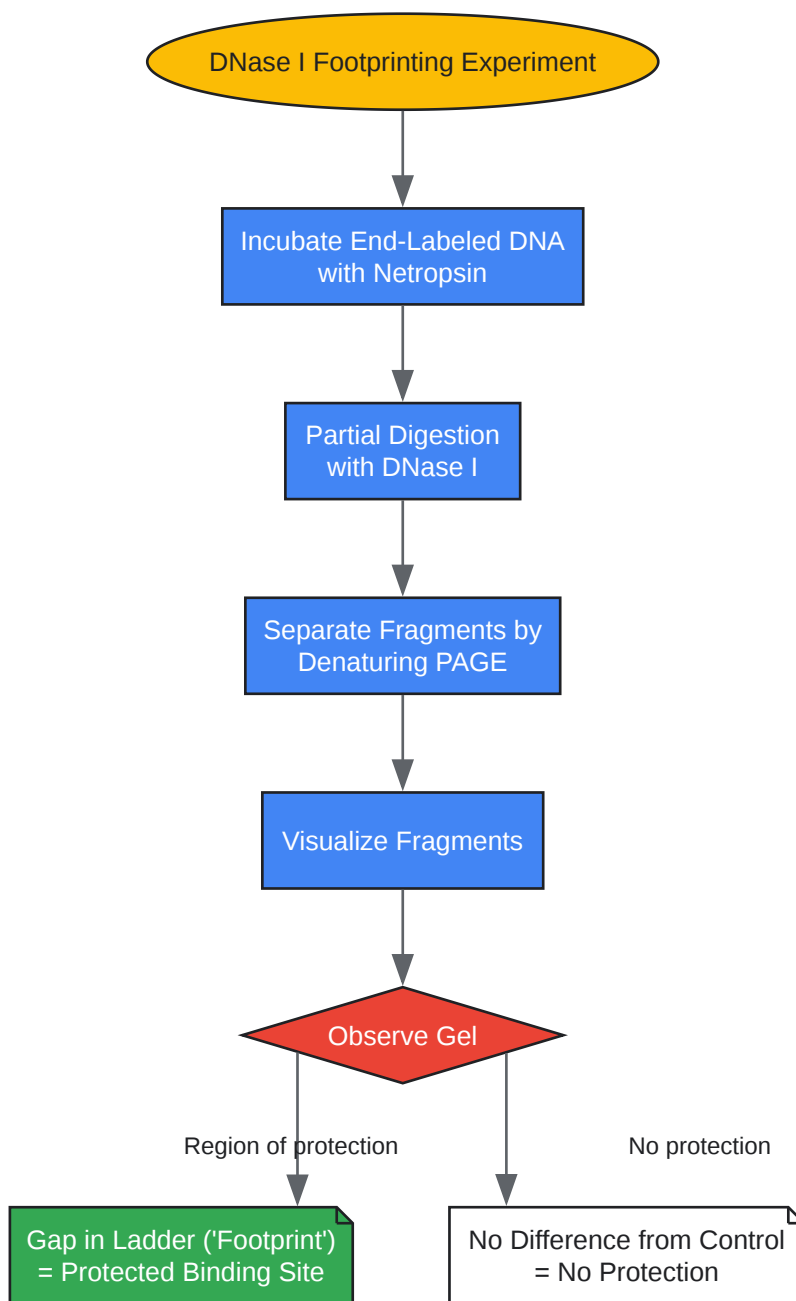 DNase I Footprinting Experiment
Incubate End-Labeled DNA
with Netropsin
Partial Digestion
with DNase I
Separate Fragments by
Denaturing PAGE
Visualize Fragments
Observe Gel
Region of protection
No protection
Gap in Ladder ('Footprint')
= Protected Binding Site
No Difference from Control
= No Protection